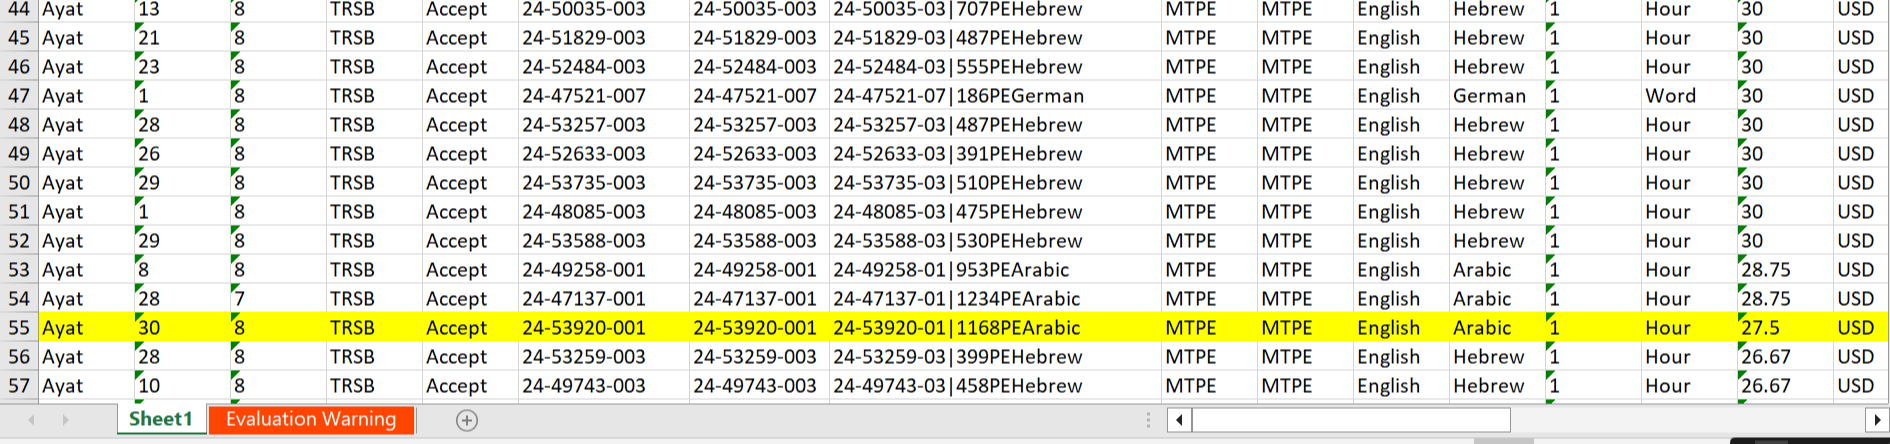 44 Ayat 13 8 TRSB Accept 24-50035-003 24-50035-003 24-50035-03|707PEHebrew MTPE MTPE English Hebrew 1 Hour 30 USD
45 Ayat 21 8 TRSB Accept 24-51829-003 24-51829-003 24-51829-03|487PEHebrew MTPE MTPE English Hebrew 1 Hour 30 USD
46 Ayat 23 8 TRSB Accept 24-52484-003 24-52484-003 24-52484-03|555PEHebrew MTPE MTPE English Hebrew 1 Hour 30 USD
47 Ayat 1 8 TRSB Accept 24-47521-007 24-47521-007 24-47521-07|186PEGerman MTPE MTPE English German 1 Word 30 USD
48 Ayat 28 8 TRSB Accept 24-53257-003 24-53257-003 24-53257-03|487PEHebrew MTPE MTPE English Hebrew 1 Hour 30 USD
49 Ayat 26 8 TRSB Accept 24-52633-003 24-52633-003 24-52633-03|391PEHebrew MTPE MTPE English Hebrew 1 Hour 30 USD
50 Ayat 29 8 TRSB Accept 24-53735-003 24-53735-003 24-53735-03|510PEHebrew MTPE MTPE English Hebrew 1 Hour 30 USD
51 Ayat 1 8 TRSB Accept 24-48085-003 24-48085-003 24-48085-03|475PEHebrew MTPE MTPE English Hebrew 1 Hour 30 USD
52 Ayat 29 8 TRSB Accept 24-53588-003 24-53588-003 24-53588-03|530PEHebrew MTPE MTPE English Hebrew 1 Hour 30 USD
53 Ayat 8 8 TRSB Accept 24-49258-001 24-49258-001 24-49258-01|953PEArabic MTPE MTPE English Arabic 1 Hour 28.75 USD
54 Ayat 28 7 TRSB Accept 24-47137-001 24-47137-001 24-47137-01|1234PEArabic MTPE MTPE English Arabic 1 Hour 28.75 USD
55 Ayat 30 8 TRSB Accept 24-53920-001 24-53920-001 24-53920-01|1168PEArabic MTPE MTPE English Arabic 1 Hour 27.5 USD
56 Ayat 28 8 TRSB Accept 24-53259-003 24-53259-003 24-53259-03|399PEHebrew MTPE MTPE English Hebrew 1 Hour 26.67 USD
57 Ayat 10 8 TRSB Accept 24-49743-003 24-49743-003 24-49743-03|458PEHebrew MTPE MTPE English Hebrew 1 Hour 26.67 USD
Sheet1 Evaluation Warning